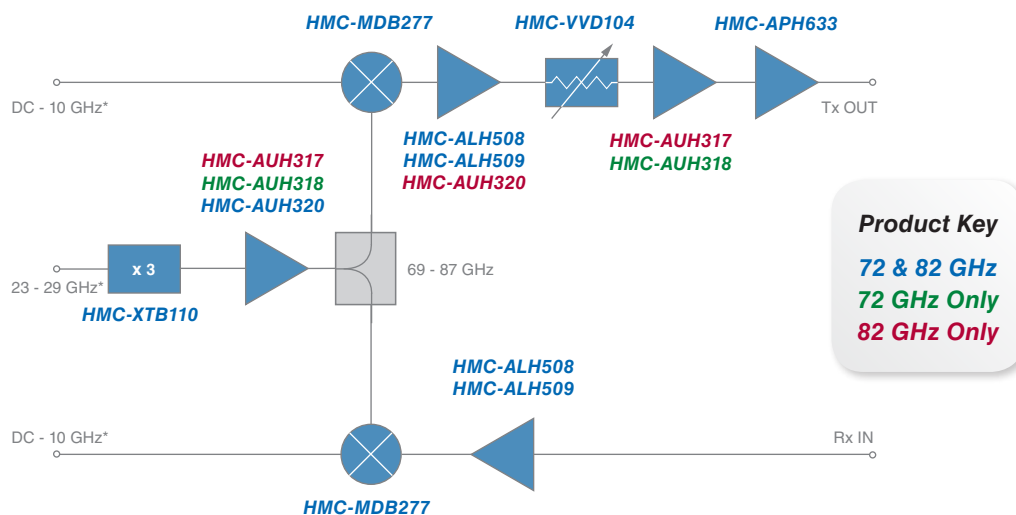 HMC-MDB277
HMC-VVD104
HMC-APH633
DC - 10 GHz*
Tx OUT
HMC-ALH508
HMC-ALH509
HMC-AUH320
HMC-AUH317
HMC-AUH318
HMC-AUH317
HMC-AUH318
HMC-AUH320
x 3
23 - 29 GHz*
HMC-XTB110
69 - 87 GHz
Product Key
72 & 82 GHz
72 GHz Only
82 GHz Only
HMC-ALH508
HMC-ALH509
DC - 10 GHz*
Rx IN
HMC-MDB277